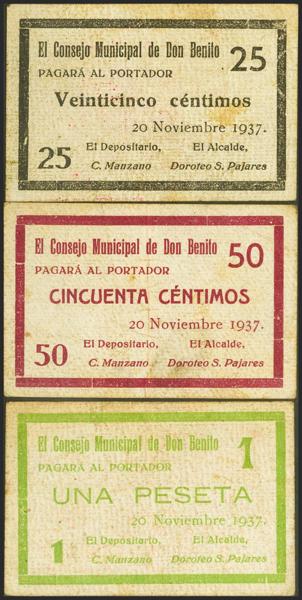 El Consejo Municipal de Don Benito 25
PAGARÁ AL PORTADOR
Veinticinco céntimos
20 Noviembre 1937.
25 El Depositario, El Alcalde,
C. Manzano Doroteo S. Pajares
El Consejo Municipal de Don Benito 50
PAGARÁ AL PORTADOR
CINCUENTA CÉNTIMOS
20 Noviembre 1937.
50 El Depositario, El Alcalde,
C. Manzano Doroteo S. Pajares
El Consejo Municipal de Don Benito 1
PAGARÁ AL PORTADOR
UNA PESETA
20 Noviembre 1937.
1 El Depositario, El Alcalde,
C. Manzano Doroteo S. Pajares